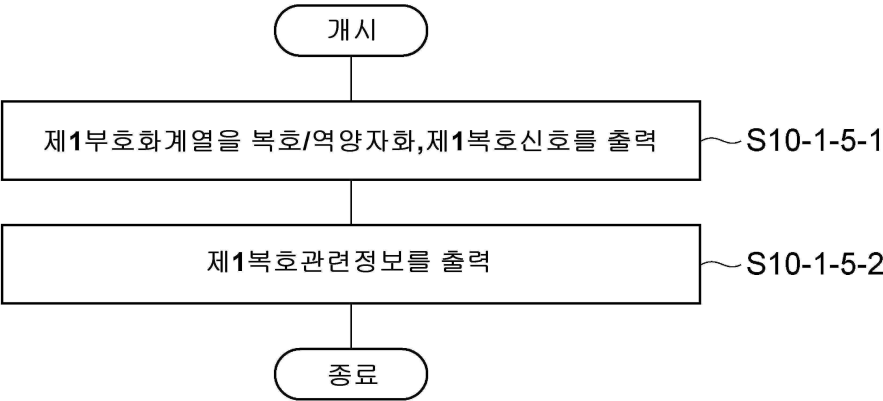 개시
제1부호화계열을 복호/역양자화,제1복호신호를 출력
S10-1-5-1
제1복호관련정보를 출력
S10-1-5-2
종료